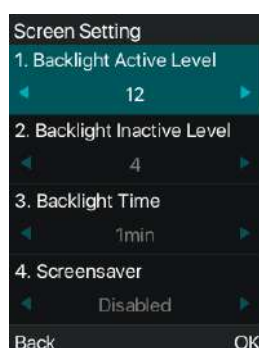 Screen Setting
1. Backlight Active Level
12
2. Backlight Inactive Level
4
3. Backlight Time
1min
4. Screensaver
Disabled
Back OK